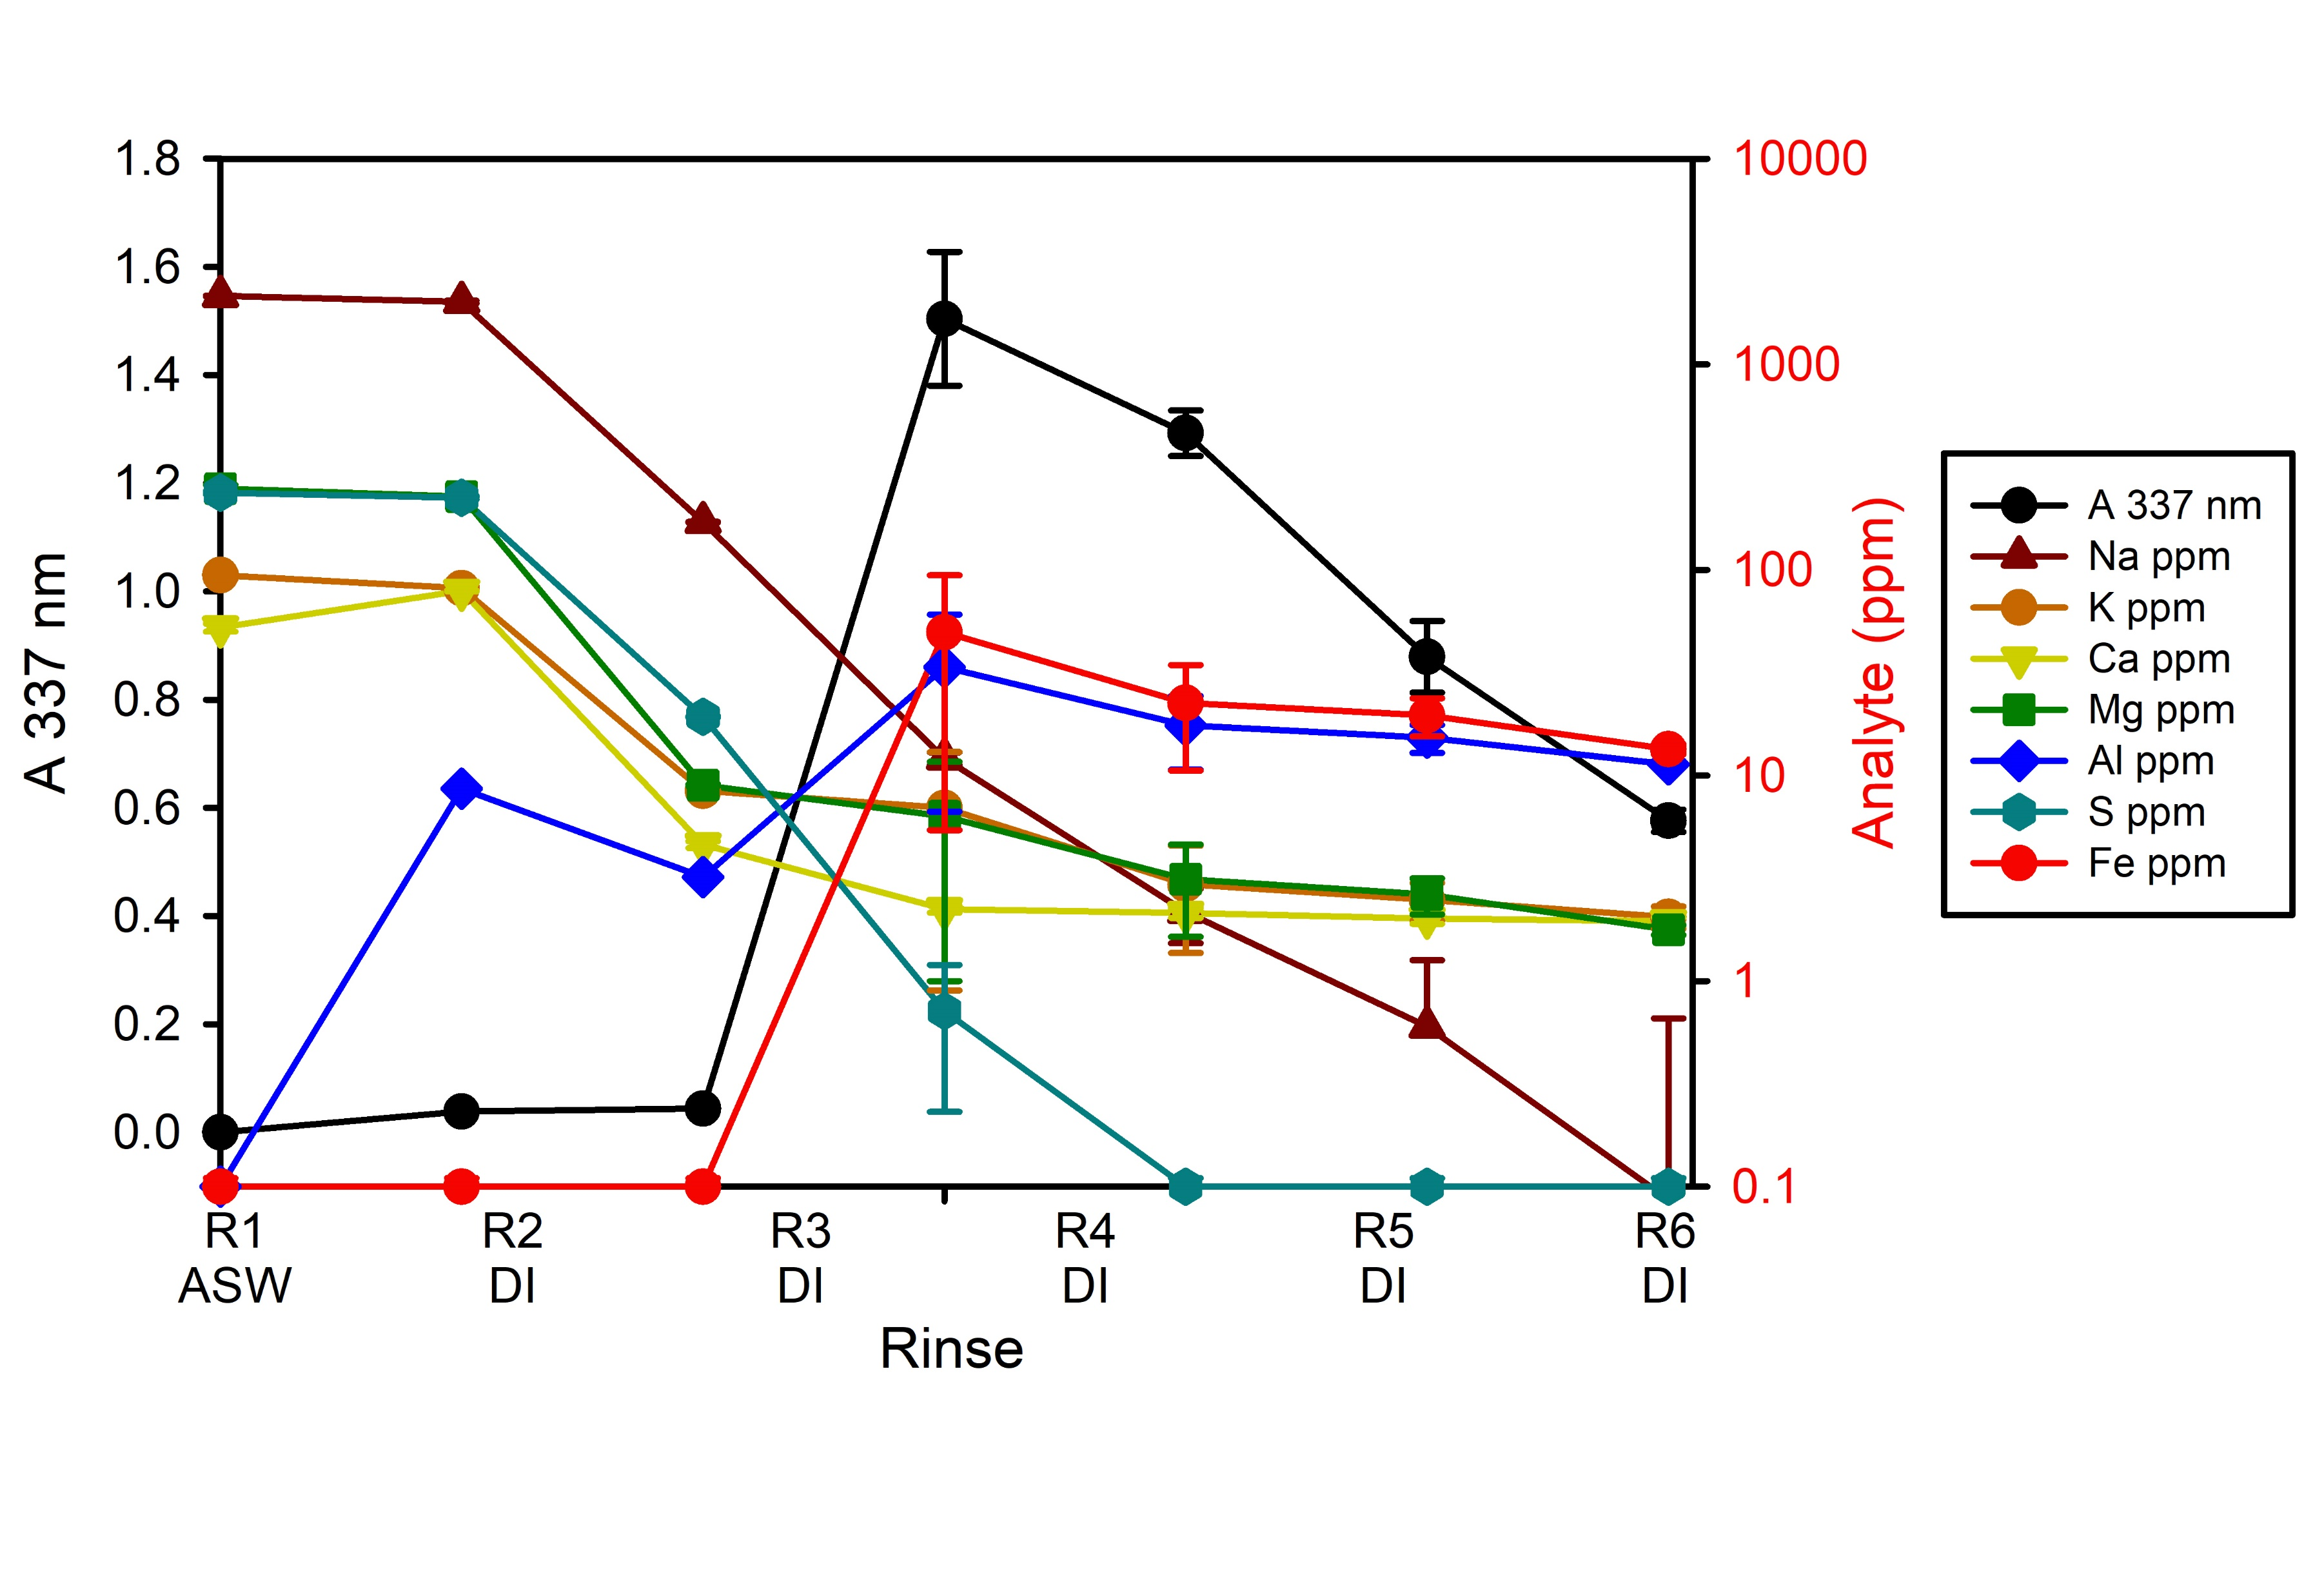 1.8
1.6
1.4
1.2
1.0
0.8
0.6
0.4
0.2
0.0
A 337 nm
10000
1000
100
10
1
0.1
Analyte (ppm)
R1 R2 R3 R4 R5 R6
ASW DI DI DI DI DI
Rinse
A 337 nm
Na ppm
K ppm
Ca ppm
Mg ppm
Al ppm
S ppm
Fe ppm